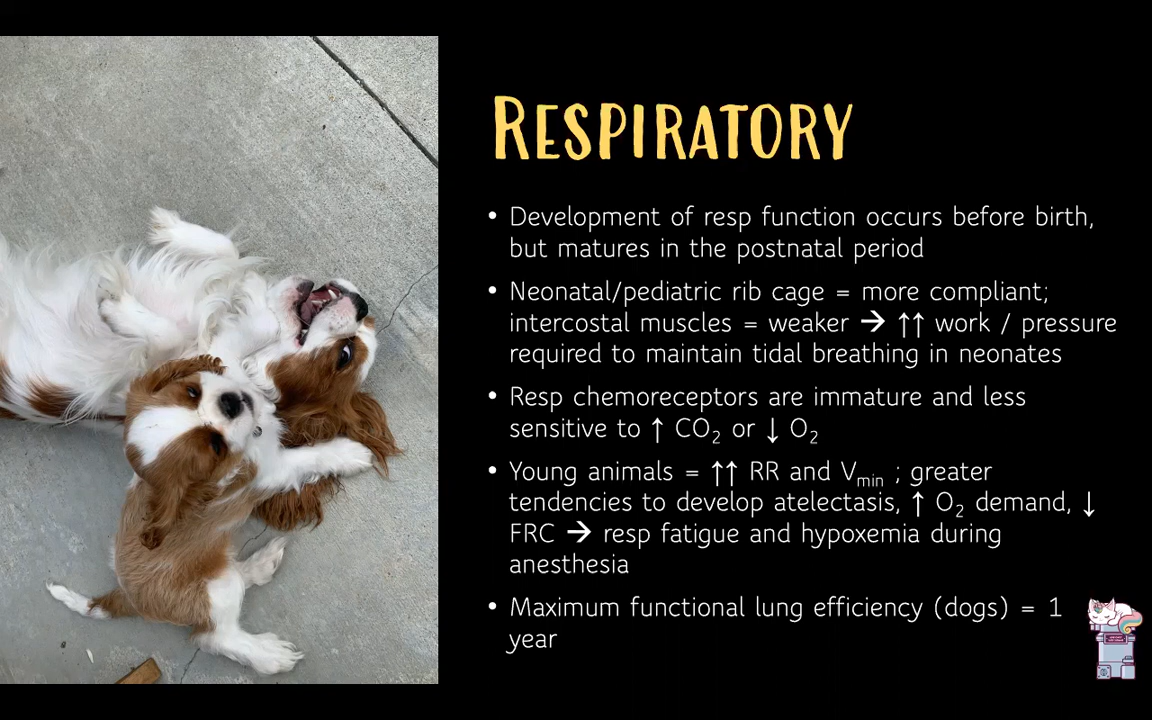 RESPIRATORY
• Development of resp function occurs before birth,
but matures in the postnatal period
• Neonatal/pediatric rib cage = more compliant;
intercostal muscles = weaker → ↑↑ work / pressure
required to maintain tidal breathing in neonates
• Resp chemoreceptors are immature and less
sensitive to ↑ CO₂ or ↓ O₂
• Young animals = ↑↑ RR and Vmin ; greater
tendencies to develop atelectasis, ↑ O₂ demand, ↓
FRC → resp fatigue and hypoxemia during
anesthesia
• Maximum functional lung efficiency (dogs) = 1
year